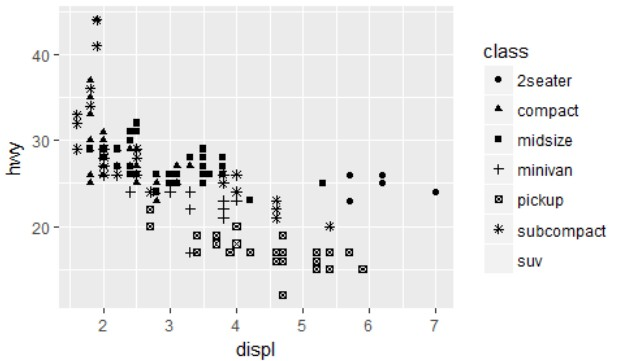 hwy
40
30
20
2 3 4 5 6 7
displ
class
2seater
compact
midsize
minivan
pickup
subcompact
suv